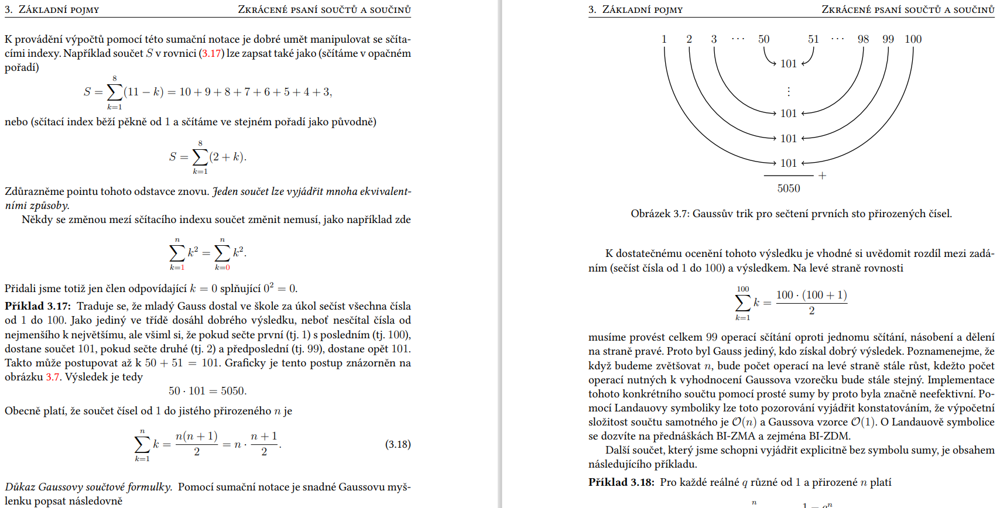 3. Základní pojmy Zkrácené psaní součtů a součinů
K provádění výpočtů pomocí této sumační notace je dobré umět manipulovat se sčíta-
cími indexy. Například součet S v rovnici (3.17) lze zapsat také jako (sčítáme v opačném
pořadí)
S = \sum_{k=1}^{8} (11 − k) = 10 + 9 + 8 + 7 + 6 + 5 + 4 + 3,
nebo (sčítací index běží pěkně od 1 a sčítáme ve stejném pořadí jako původně)
S = \sum_{k=1}^{8} (2 + k).
Zdůrazněme pointu tohoto odstavce znovu. Jeden součet lze vyjádřit mnoha ekvivalent-
ními způsoby.
Někdy se změnou mezí sčítacího indexu součet změnit nemusí, jako například zde
\sum_{k=1}^{n} k^2 = \sum_{k=0}^{n} k^2.
Přidali jsme totiž jen člen odpovídající k = 0 splňující 0^2 = 0.
Příklad 3.17: Traduje se, že mladý Gauss dostal ve škole za úkol sečíst všechna čísla
od 1 do 100. Jako jediný ve třídě dosáhl dobrého výsledku, neboť nesčítal čísla od
nejmenšího k největšímu, ale všiml si, že pokud sečte první (tj. 1) s posledním (tj. 100),
dostane součet 101, pokud sečte druhé (tj. 2) a předposlední (tj. 99), dostane opět 101.
Takto může postupovat až k 50 + 51 = 101. Graficky je tento postup znázorněn na
obrázku 3.7. Výsledek je tedy
50 · 101 = 5050.
Obecně platí, že součet čísel od 1 do jistého přirozeného n je
\sum_{k=1}^{n} k = \frac{n(n + 1)}{2} = n · \frac{n + 1}{2}. (3.18)
Důkaz Gaussovy součtové formulky. Pomocí sumační notace je snadné Gaussovu myš-
lenku popsat následovně
3. Základní pojmy Zkrácené psaní součtů a součinů
1 2 3 ··· 50 51 ··· 98 99 100
101
⋮
101
101
101
+
5050
Obrázek 3.7: Gaussův trik pro sečtení prvních sto přirozených čísel.
K dostatečnému ocenění tohoto výsledku je vhodné si uvědomit rozdíl mezi zadá-
ním (sečíst čísla od 1 do 100) a výsledkem. Na levé straně rovnosti
\sum_{k=1}^{100} k = \frac{100 · (100 + 1)}{2}
musíme provést celkem 99 operací sčítání oproti jednomu sčítání, násobení a dělení
na straně pravé. Proto byl Gauss jediný, kdo získal dobrý výsledek. Poznamenejme, že
když budeme zvětšovat n, bude počet operací na levé straně stále růst, kdežto počet
operací nutných k vyhodnocení Gaussova vzorečku bude stále stejný. Implementace
tohoto konkrétního součtu pomocí prosté sumy by proto byla značně neefektivní. Po-
mocí Landauovy symboliky lze toto pozorování vyjádřit konstatováním, že výpočetní
složitost součtu samotného je O(n) a Gaussova vzorce O(1). O Landauově symbolice
se dozvíte na přednáškách BI-ZMA a zejména BI-ZDM.
Další součet, který jsme schopni vyjádřit explicitně bez symbolu sumy, je obsahem
následujícího příkladu.
Příklad 3.18: Pro každé reálné q různé od 1 a přirozené n platí
n 1 − q^n